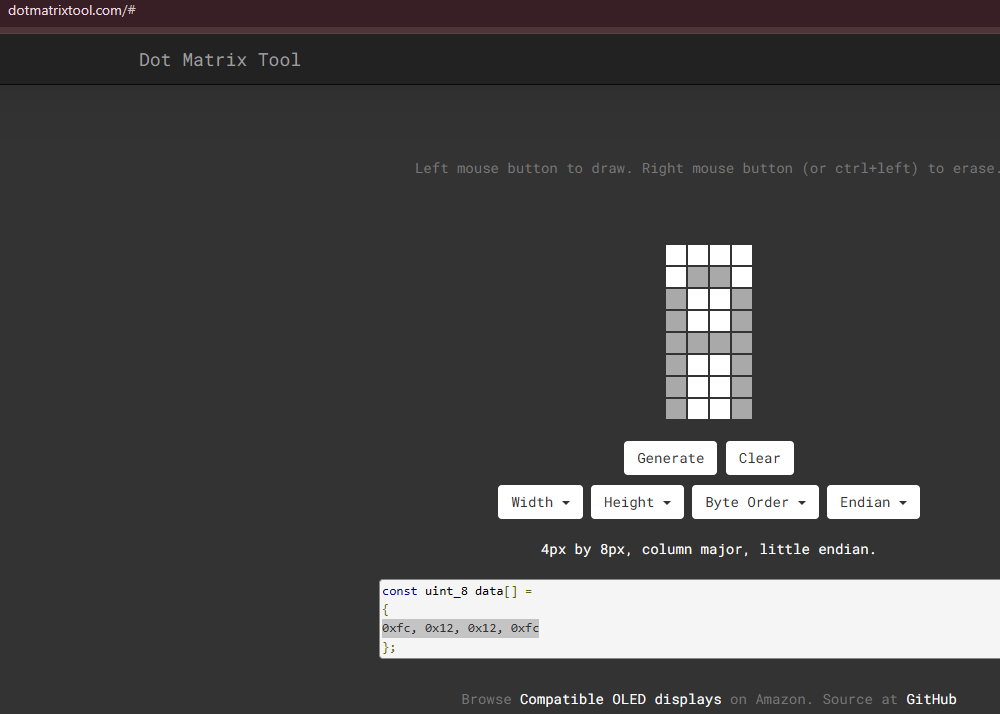 dotmatrixtool.com/#
Dot Matrix Tool
Left mouse button to draw. Right mouse button (or ctrl+left) to erase.
Generate Clear
Width Height Byte Order Endian
4px by 8px, column major, little endian.
const uint_8 data[] =
{
0xfc, 0x12, 0x12, 0xfc
};
Browse Compatible OLED displays on Amazon. Source at GitHub